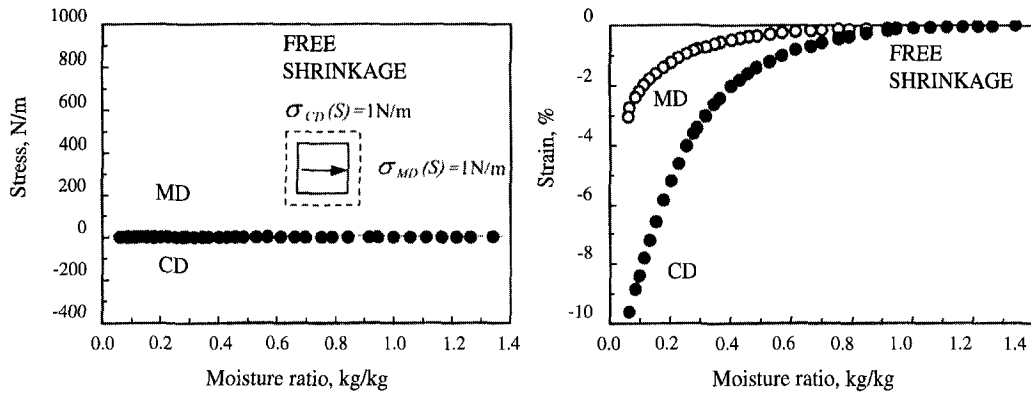 1000
800
600
400
200
0
-200
-400
Stress, N/m
FREE
SHRINKAGE
σCD(S)=1N/m
σMD(S)=1N/m
MD
CD
0.0 0.2 0.4 0.6 0.8 1.0 1.2 1.4
Moisture ratio, kg/kg
0
-2
-4
-6
-8
-10
Strain, %
FREE
SHRINKAGE
MD
CD
0.0 0.2 0.4 0.6 0.8 1.0 1.2 1.4
Moisture ratio, kg/kg